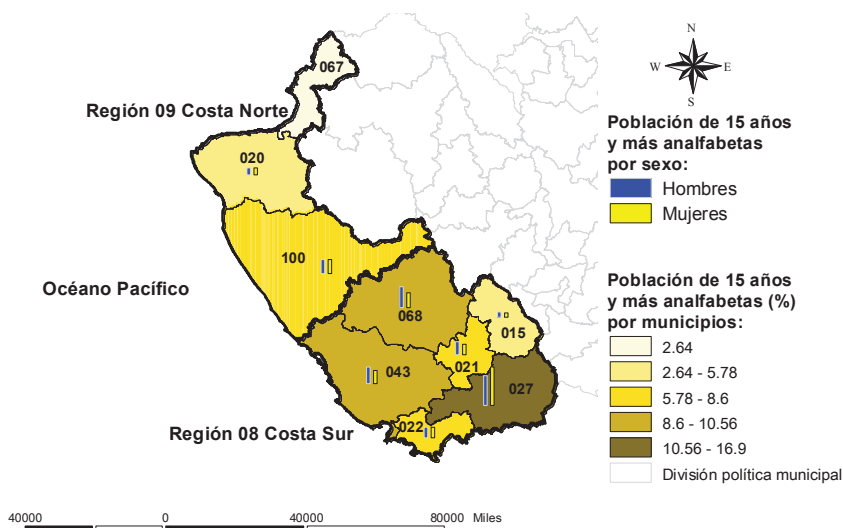 N
W E
S
067
Región 09 Costa Norte
020
100
Océano Pacífico
068
015
021
043
027
022
Región 08 Costa Sur
Población de 15 años
y más analfabetas
por sexo:
Hombres
Mujeres
Población de 15 años
y más analfabetas (%)
por municipios:
2.64
2.64 - 5.78
5.78 - 8.6
8.6 - 10.56
10.56 - 16.9
División política municipal
40000 0 40000 80000 Miles